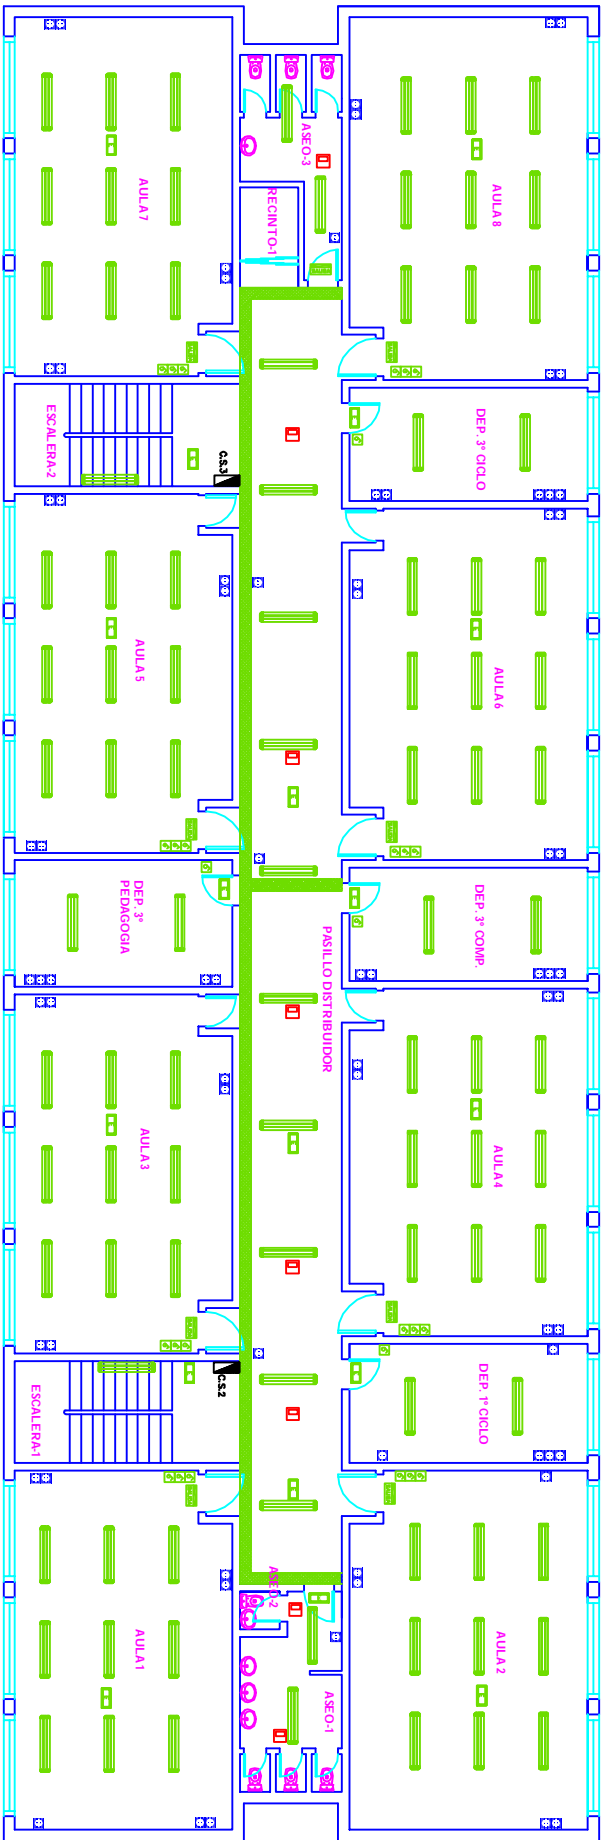 AULA 7
ASEO-3
RECINTO-1
AULA 8
ESCALERA-2
C.S.3
DEP. 3º CICLO
AULA 5
AULA 6
DEP. 3º
PEDAGOGIA
DEP. 3º COMP.
PASILLO DISTRIBUIDOR
AULA 3
AULA 4
ESCALERA-1
C.S.2
DEP. 1º CICLO
ASEO-2
AULA 1
ASEO-1
AULA 2